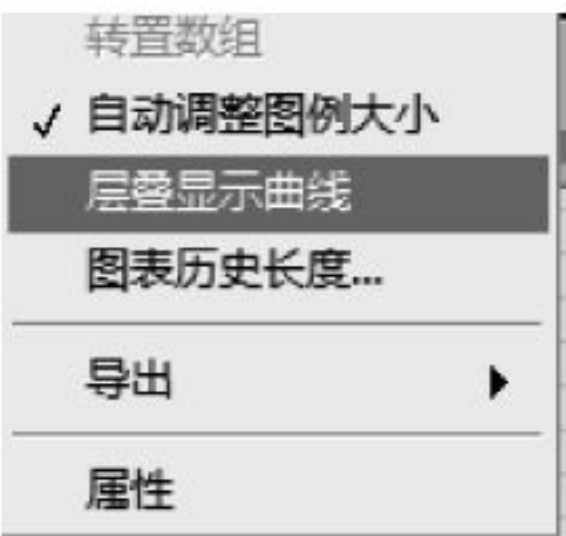 转置数组
✓ 自动调整图例大小
层叠显示曲线
图表历史长度...
导出
属性